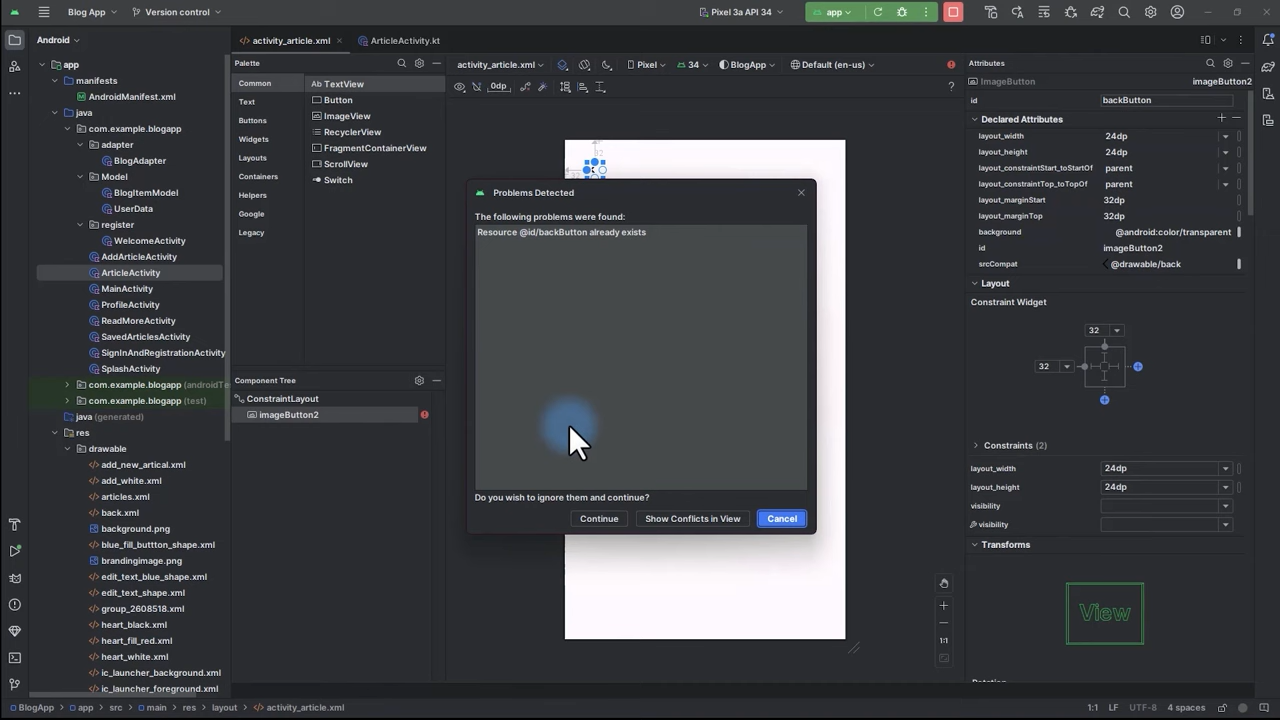 Blog App
Version control
Pixel 3a API 34
app
Android
activity_article.xml
ArticleActivity.kt
app
manifests
AndroidManifest.xml
java
com.example.blogapp
adapter
BlogAdapter
Model
BlogItemModel
UserData
register
WelcomeActivity
AddArticleActivity
ArticleActivity
MainActivity
ProfileActivity
ReadMoreActivity
SavedArticlesActivity
SignInAndRegistrationActivity
SplashActivity
com.example.blogapp (androidTe
com.example.blogapp (test)
java (generated)
res
drawable
add_new_artical.xml
add_white.xml
articles.xml
back.xml
background.png
blue_fill_buttton_shape.xml
brandingimage.png
edit_text_blue_shape.xml
edit_text_shape.xml
group_2608518.xml
heart_black.xml
heart_fill_red.xml
heart_white.xml
ic_launcher_background.xml
ic_launcher_foreground.xml
Palette
Common
Text
Buttons
Widgets
Layouts
Containers
Helpers
Google
Legacy
Ab TextView
Button
ImageView
RecyclerView
FragmentContainerView
ScrollView
Switch
Component Tree
ConstraintLayout
imageButton2
activity_article.xml
Pixel
34
BlogApp
Default (en-us)
0dp
?
32
32
Problems Detected
The following problems were found:
Resource @id/backButton already exists
Do you wish to ignore them and continue?
Continue
Show Conflicts in View
Cancel
1:1
Attributes
ImageButton
imageButton2
id
backButton
Declared Attributes
layout_width 24dp
layout_height 24dp
layout_constraintStart_toStartOf parent
layout_constraintTop_toTopOf parent
layout_marginStart 32dp
layout_marginTop 32dp
background @android:color/transparent
id imageButton2
srcCompat @drawable/back
Layout
Constraint Widget
32
32
Constraints (2)
layout_width 24dp
layout_height 24dp
visibility
visibility
Transforms
View
BlogApp > app > src > main > res > layout > activity_article.xml
1:1 LF UTF-8 4 spaces